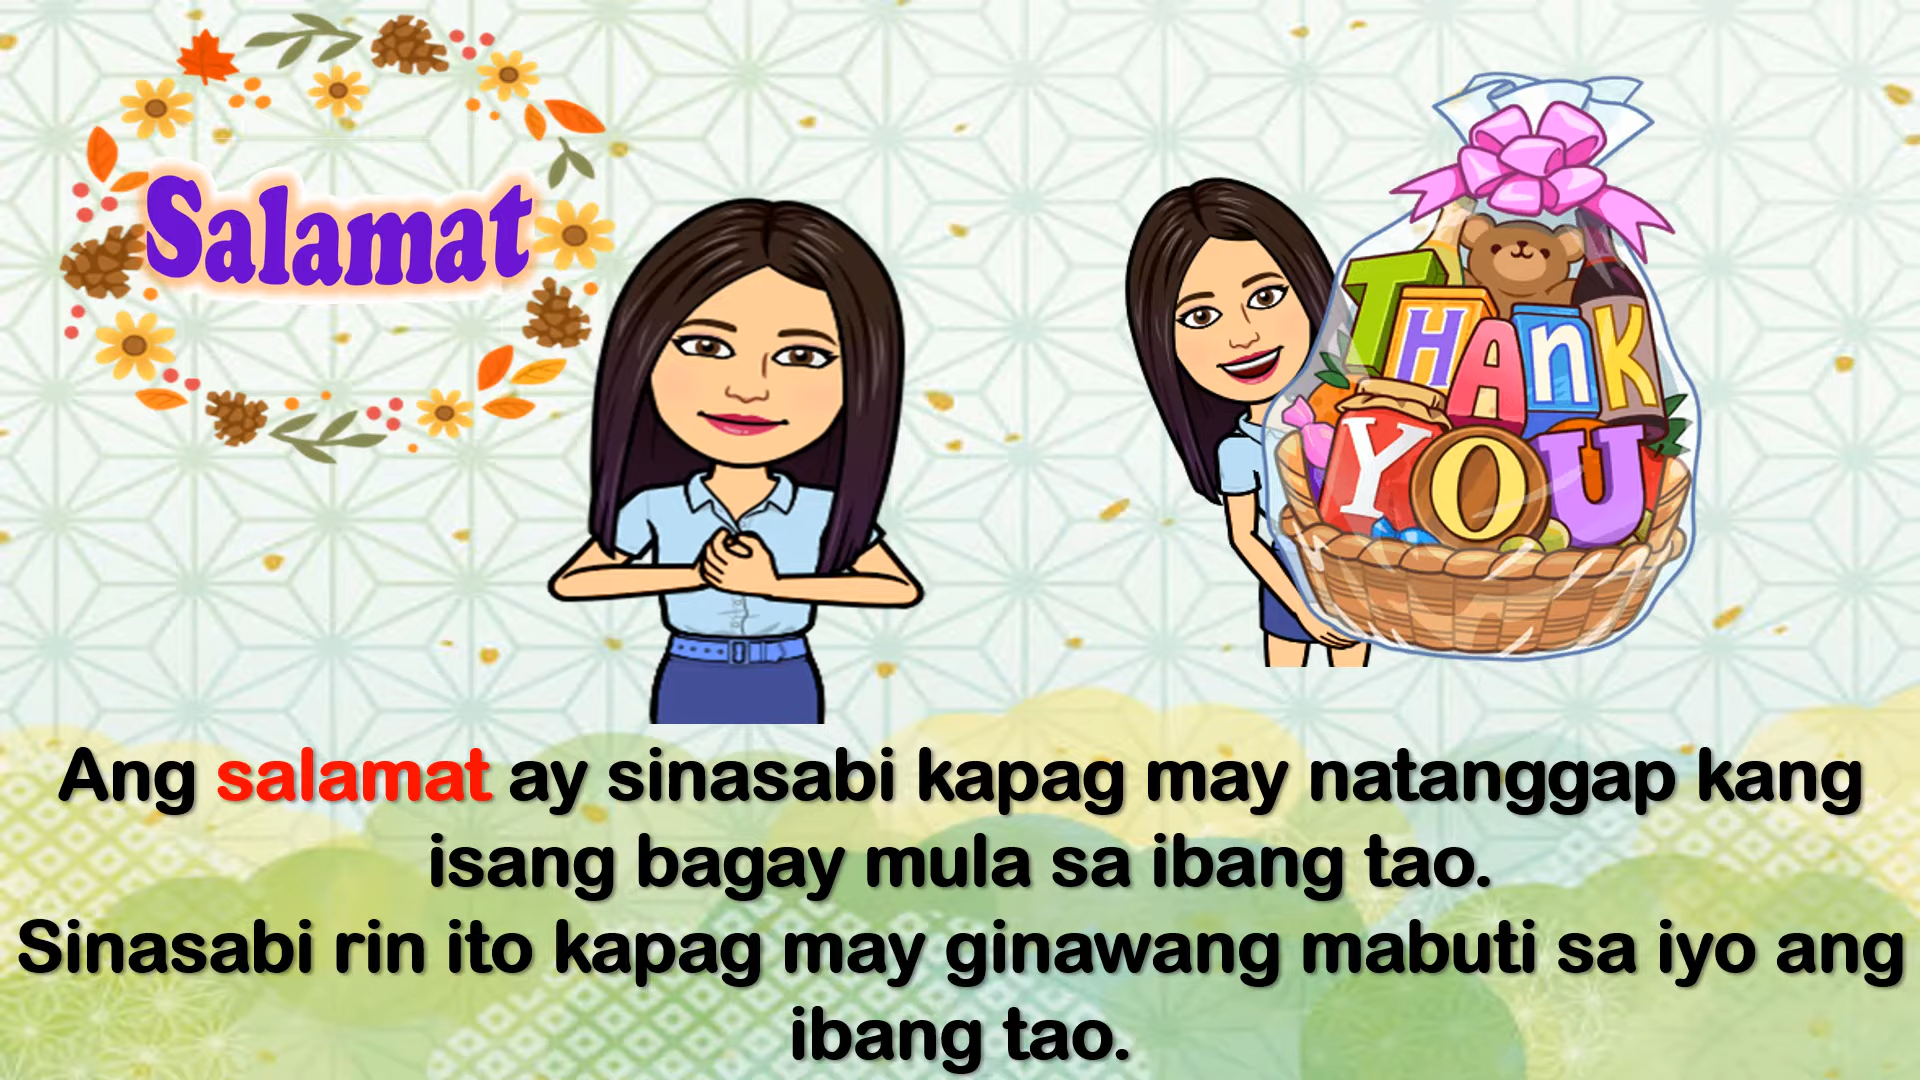 Salamat
THANK
YOU
Ang salamat ay sinasabi kapag may natanggap kang
isang bagay mula sa ibang tao.
Sinasabi rin ito kapag may ginawang mabuti sa iyo ang
ibang tao.